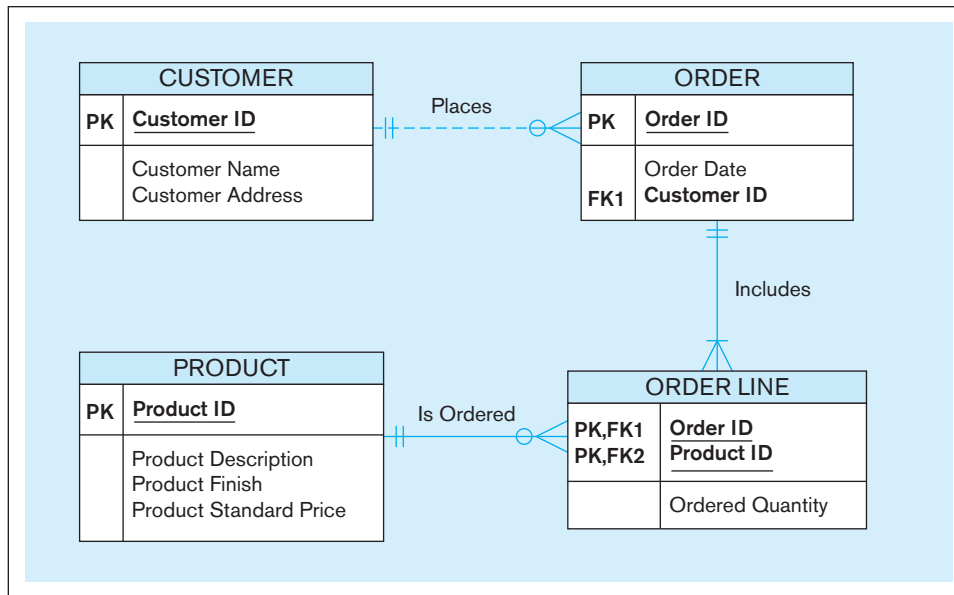 CUSTOMER
PK Customer ID
Customer Name
Customer Address
Places
ORDER
PK Order ID
Order Date
FK1 Customer ID
Includes
PRODUCT
PK Product ID
Product Description
Product Finish
Product Standard Price
Is Ordered
ORDER LINE
PK,FK1 Order ID
PK,FK2 Product ID
Ordered Quantity